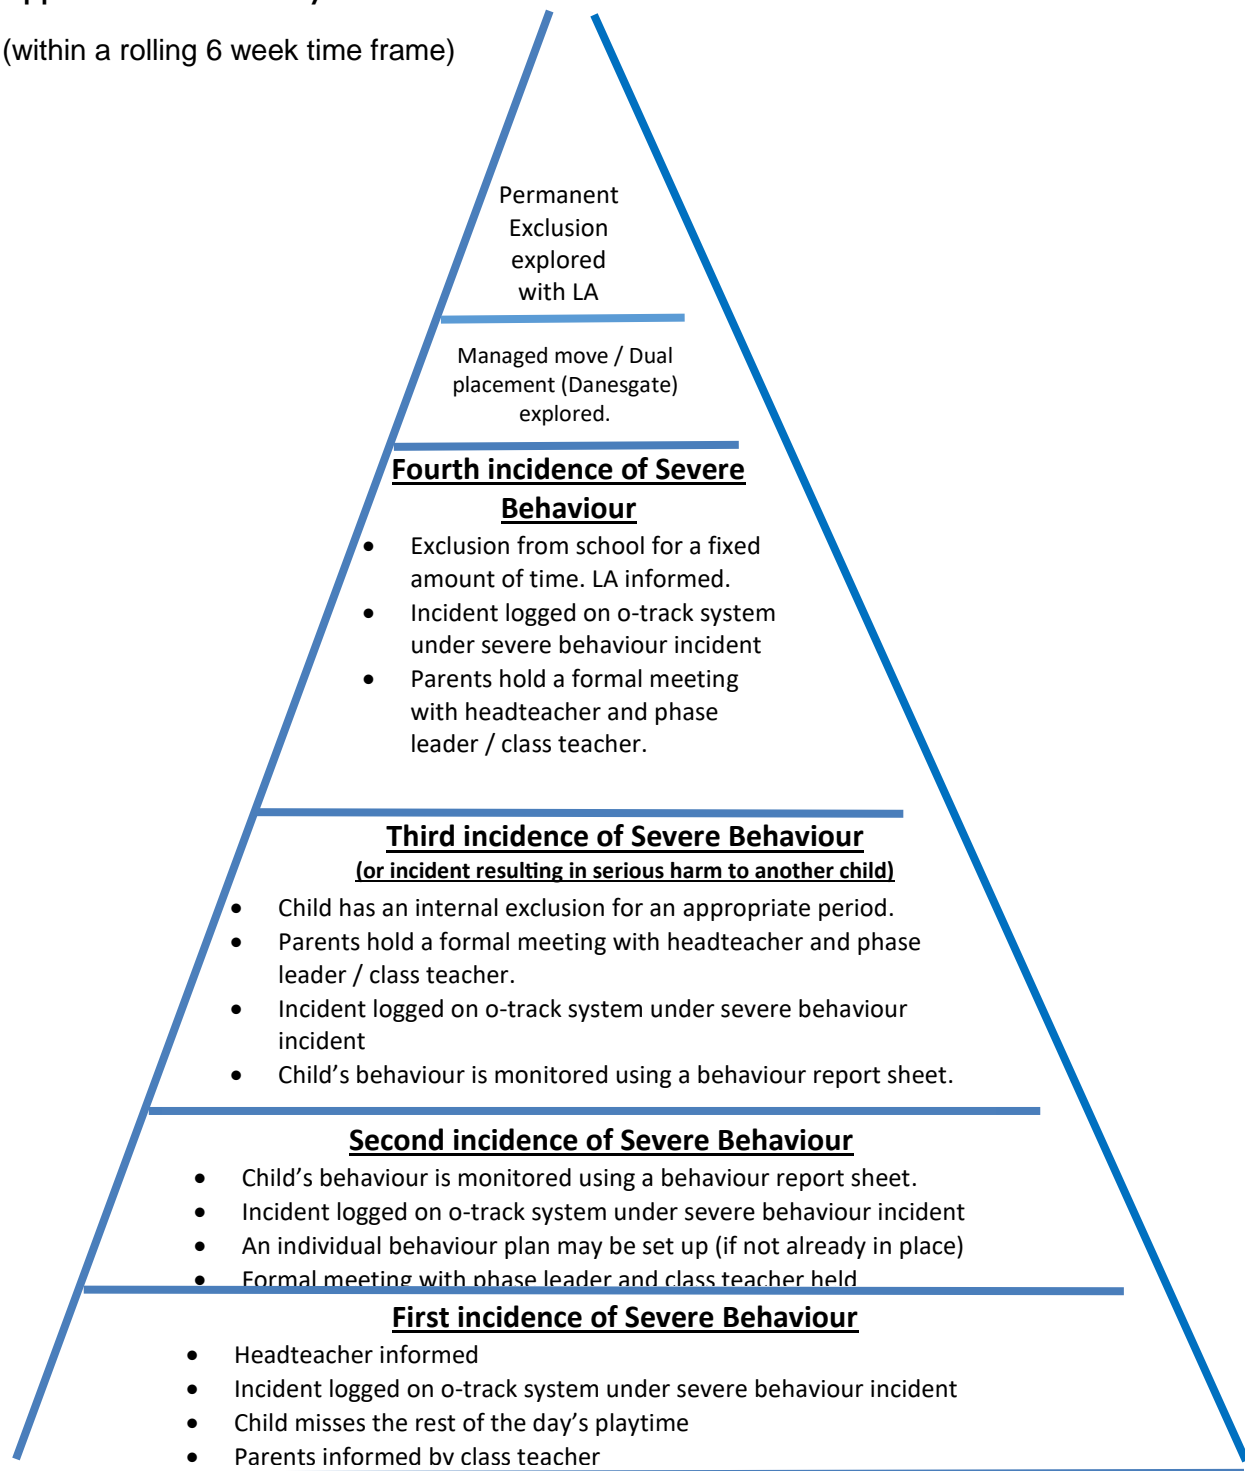 (within a rolling 6 week time frame)
Permanent
Exclusion
explored
with LA
Managed move / Dual
placement (Danesgate)
explored.
Fourth incidence of Severe
Behaviour
• Exclusion from school for a fixed
amount of time. LA informed.
• Incident logged on o-track system
under severe behaviour incident
• Parents hold a formal meeting
with headteacher and phase
leader / class teacher.
Third incidence of Severe Behaviour
(or incident resulting in serious harm to another child)
• Child has an internal exclusion for an appropriate period.
• Parents hold a formal meeting with headteacher and phase
leader / class teacher.
• Incident logged on o-track system under severe behaviour
incident
• Child’s behaviour is monitored using a behaviour report sheet.
Second incidence of Severe Behaviour
• Child’s behaviour is monitored using a behaviour report sheet.
• Incident logged on o-track system under severe behaviour incident
• An individual behaviour plan may be set up (if not already in place)
• Formal meeting with phase leader and class teacher held
First incidence of Severe Behaviour
• Headteacher informed
• Incident logged on o-track system under severe behaviour incident
• Child misses the rest of the day’s playtime
• Parents informed by class teacher